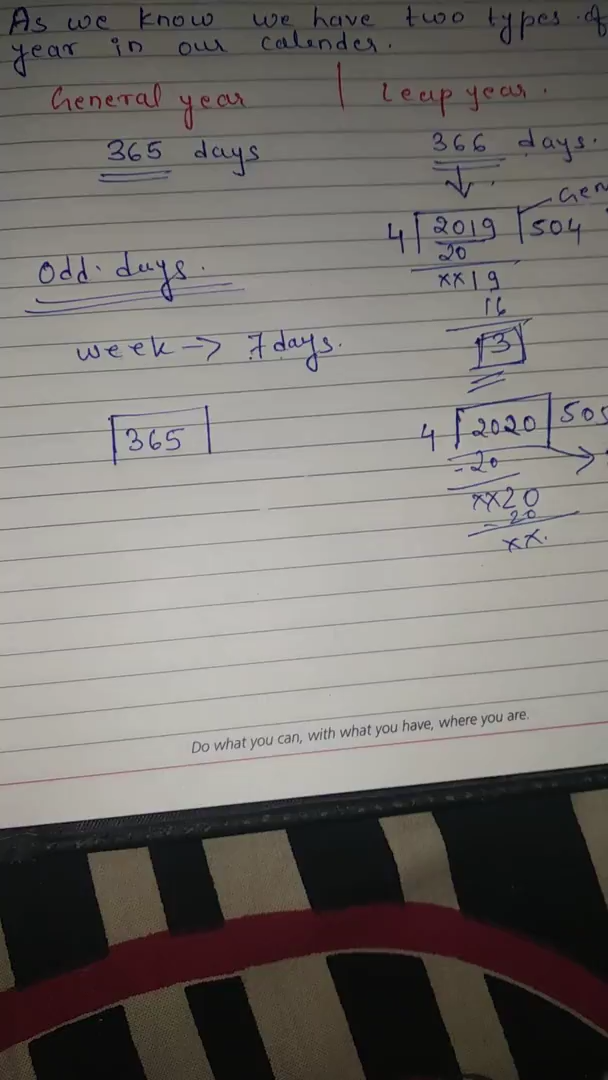 As we know we have two types of
year in our calender.
General year | Leap year.
365 days
366 days.
4 2019 504
20
xx19
16
3
Odd. days.
week → 7 days.
365
4 2020 505
-20
xx20
-20
xx.
Do what you can, with what you have, where you are.